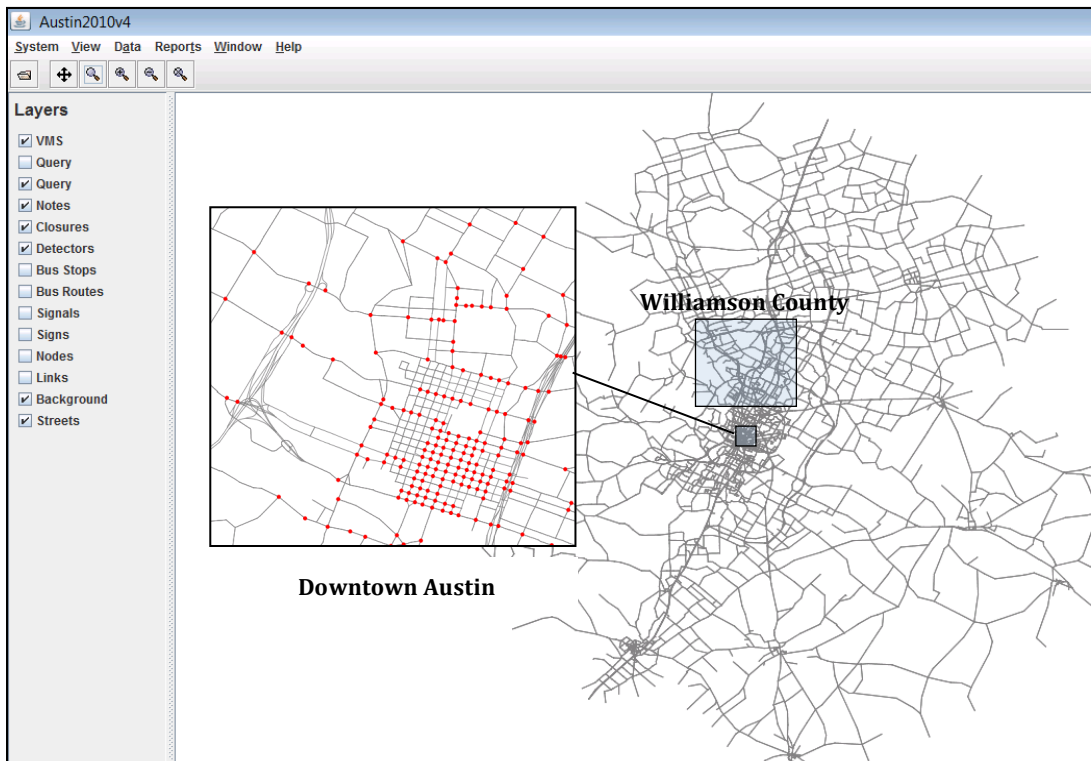 Austin2010v4
System View Data Reports Window Help
Layers
VMS
Query
Query
Notes
Closures
Detectors
Bus Stops
Bus Routes
Signals
Signs
Nodes
Links
Background
Streets
Williamson County
Downtown Austin